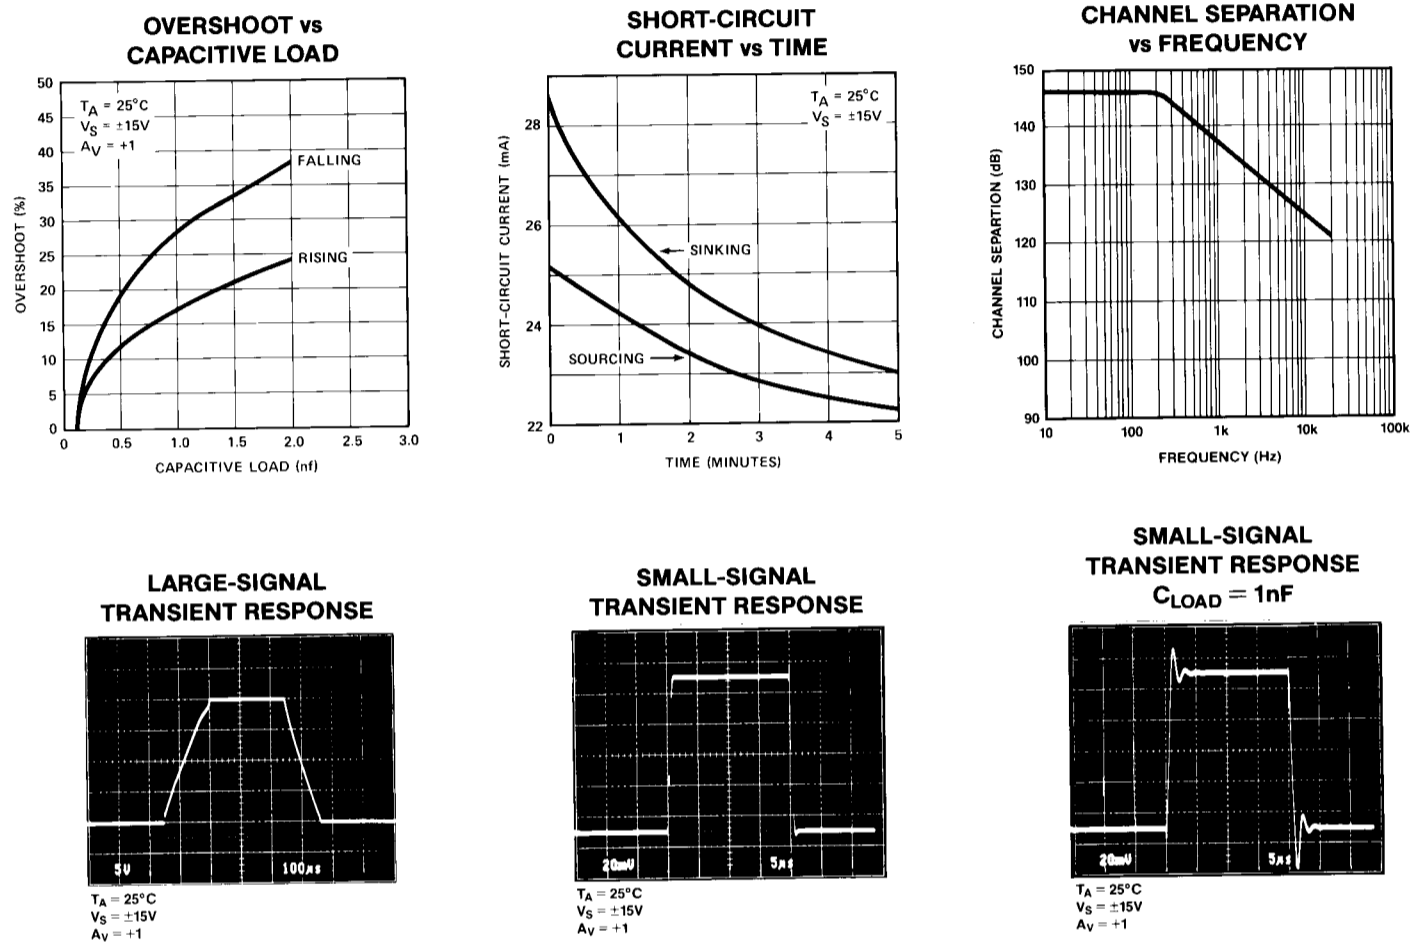 OVERSHOOT vs
CAPACITIVE LOAD
50
45
40
35
30
25
20
15
10
5
0
OVERSHOOT (%)
TA = 25°C
VS = ±15V
AV = +1
FALLING
RISING
0 0.5 1.0 1.5 2.0 2.5 3.0
CAPACITIVE LOAD (nf)
SHORT-CIRCUIT
CURRENT vs TIME
28
26
24
22
SHORT-CIRCUIT CURRENT (mA)
TA = 25°C
VS = ±15V
SINKING
SOURCING
0 1 2 3 4 5
TIME (MINUTES)
CHANNEL SEPARATION
vs FREQUENCY
150
140
130
120
110
100
90
CHANNEL SEPARTION (dB)
10 100 1k 10k 100k
FREQUENCY (Hz)
LARGE-SIGNAL
TRANSIENT RESPONSE
5V 100µs
TA = 25°C
VS = ±15V
AV = +1
SMALL-SIGNAL
TRANSIENT RESPONSE
20mV 5µs
TA = 25°C
VS = ±15V
AV = +1
SMALL-SIGNAL
TRANSIENT RESPONSE
CLOAD = 1nF
20mV 5µs
TA = 25°C
VS = ±15V
AV = +1